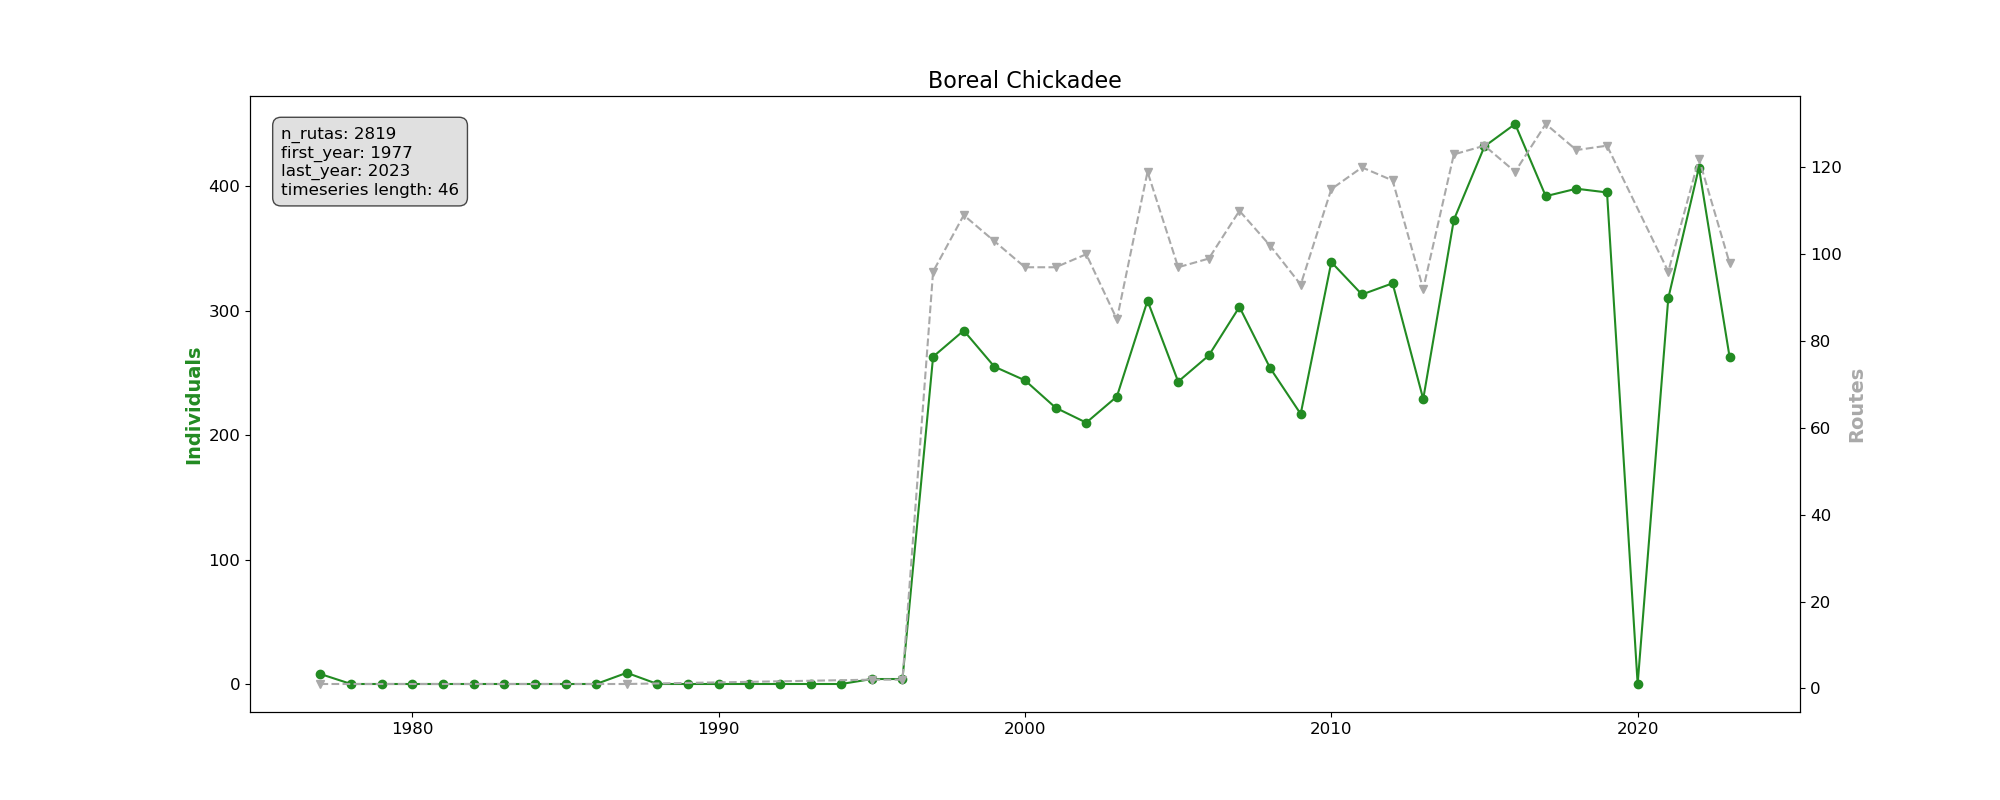 Boreal Chickadee
n_rutas: 2819
first_year: 1977
last_year: 2023
timeseries length: 46
400
300
200
100
0
Individuals
120
100
80
60
40
20
0
Routes
1980
1990
2000
2010
2020